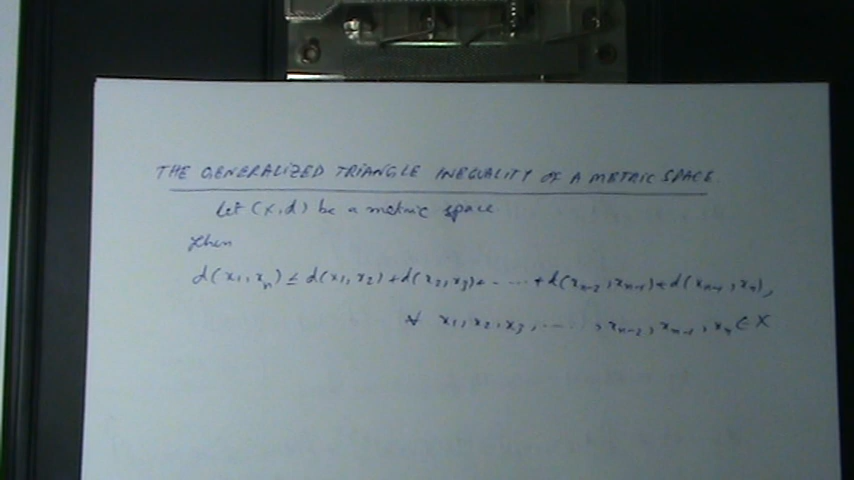 THE GENERALIZED TRIANGLE INEQUALITY OF A METRIC SPACE
Let (X,d) be a metric space.
Then
d(x₁,xₙ) ≤ d(x₁,x₂)+d(x₂,x₃)+.....+d(xₙ₋₂,xₙ₋₁)+d(xₙ₋₁,xₙ),
∀ x₁,x₂,x₃,.....,xₙ₋₂,xₙ₋₁,xₙ∈X